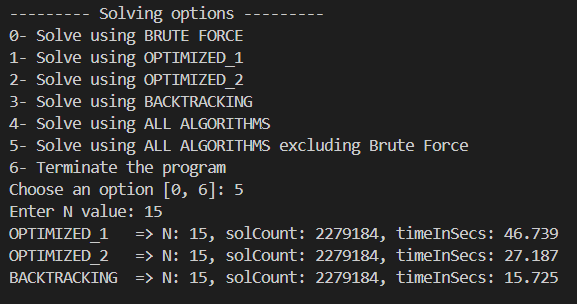 --------- Solving options ---------
0- Solve using BRUTE FORCE
1- Solve using OPTIMIZED_1
2- Solve using OPTIMIZED_2
3- Solve using BACKTRACKING
4- Solve using ALL ALGORITHMS
5- Solve using ALL ALGORITHMS excluding Brute Force
6- Terminate the program
Choose an option [0, 6]: 5
Enter N value: 15
OPTIMIZED_1   => N: 15, solCount: 2279184, timeInSecs: 46.739
OPTIMIZED_2   => N: 15, solCount: 2279184, timeInSecs: 27.187
BACKTRACKING  => N: 15, solCount: 2279184, timeInSecs: 15.725